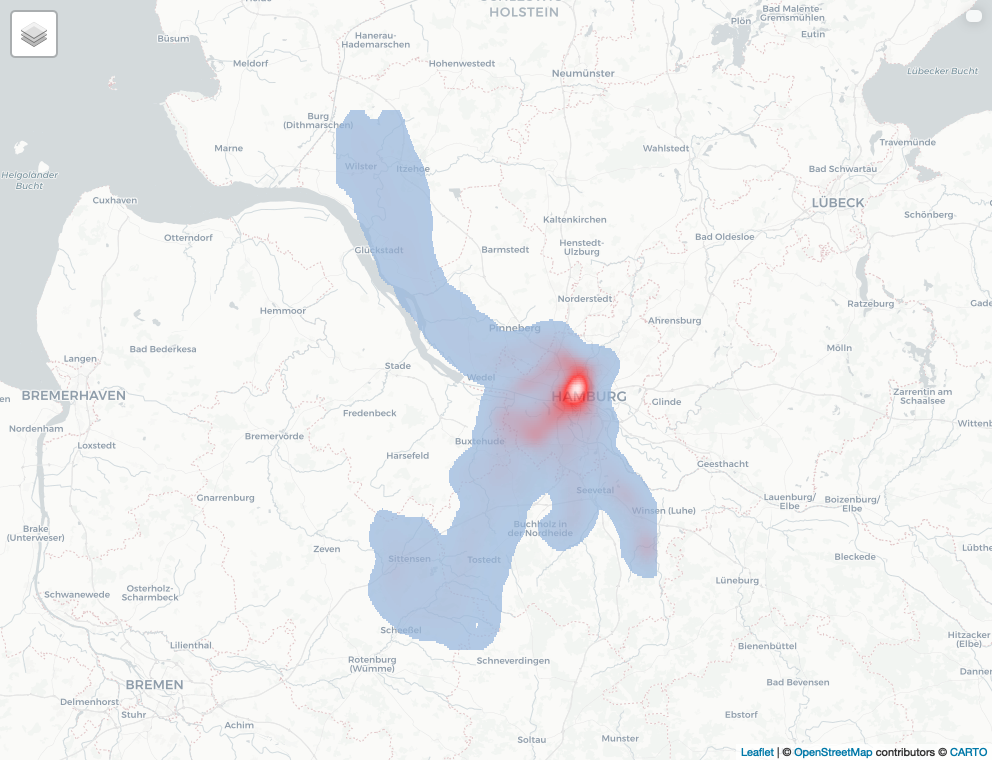 HOLSTEIN
Bad Malente-
Gremsmühlen
Plön
Eutin
Büsum
Hanerau-
Hademarschen
Meldorf
Hohenwestedt
Neumünster
Lübecker Bucht
Burg
(Dithmarschen)
Marne
Wahlstedt
Travemünde
Wilster
Itzehoe
Bad Schwartau
Helgoländer
Bucht
Cuxhaven
LÜBECK
Schönberg
Kaltenkirchen
Otterndorf
Bad Oldesloe
Glückstadt
Barmstedt
Henstedt-
Ulzburg
Norderstedt
Ratzeburg
Gade
Hemmoor
Ahrensburg
Pinneberg
Bad Bederkesa
Mölln
Langen
Stade
Wedel
BREMERHAVEN
HAMBURG
Glinde
Zarrentin am
Schaalsee
en
Fredenbeck
Nordenham
Wittenb
Bremervörde
Buxtehude
Loxstedt
Harsefeld
Geesthacht
Seevetal
Gnarrenburg
Lauenburg/
Elbe
Boizenburg/
Elbe
Winsen (Luhe)
Buchholz in
der Nordheide
Brake
(Unterweser)
Zeven
Lübthe
Sittensen
Tostedt
Bleckede
Lüneburg
Schwanewede
Osterholz-
Scharmbeck
Scheeßel
Hitzacker
(Elbe)
Lilienthal
Bienenbüttel
Rotenburg
(Wümme)
Schneverdingen
Danner
BREMEN
Bad Bevensen
Delmenhorst
Stuhr
Ebstorf
Achim
Soltau
Munster
Leaflet | © OpenStreetMap contributors © CARTO